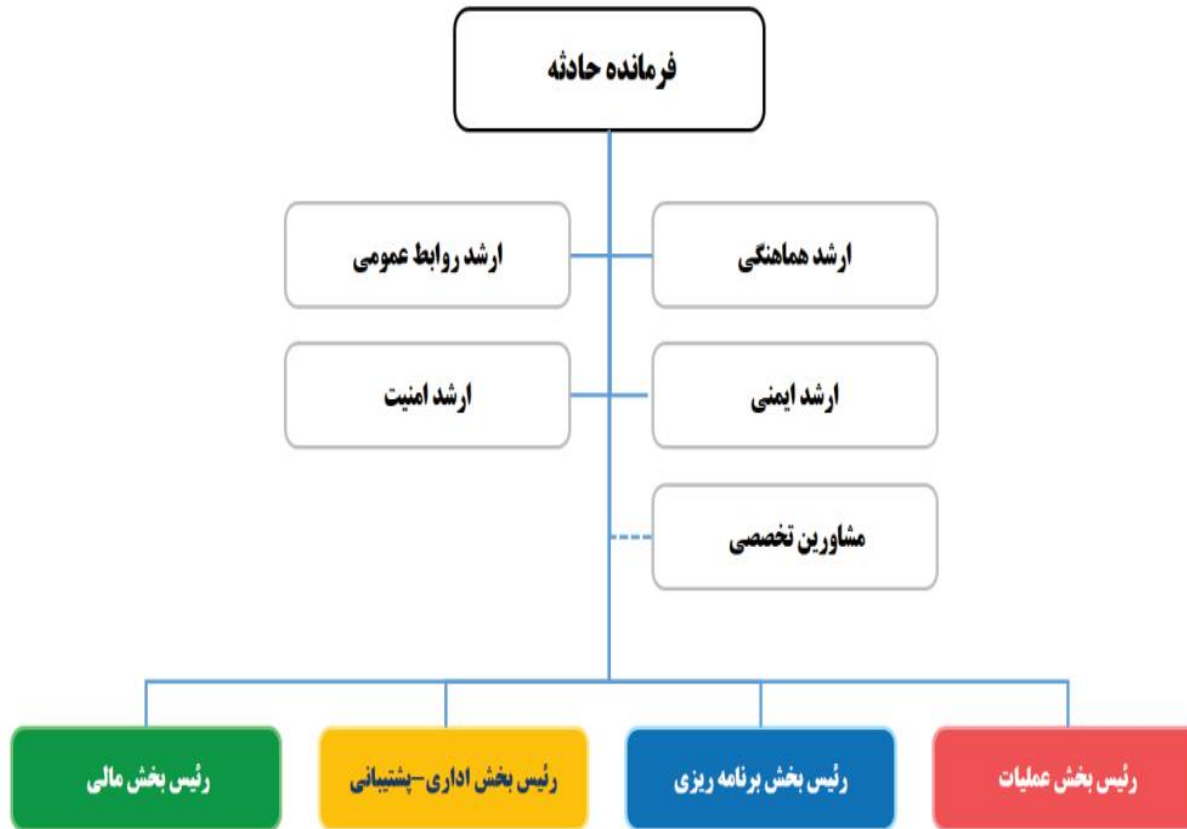 فرمانده حادثه
ارشد هماهنگی
ارشد روابط عمومی
ارشد ایمنی
ارشد امنیت
مشاورین تخصصی
رئیس بخش عملیات
رئیس بخش برنامه ریزی
رئیس بخش اداری-پشتیبانی
رئیس بخش مالی